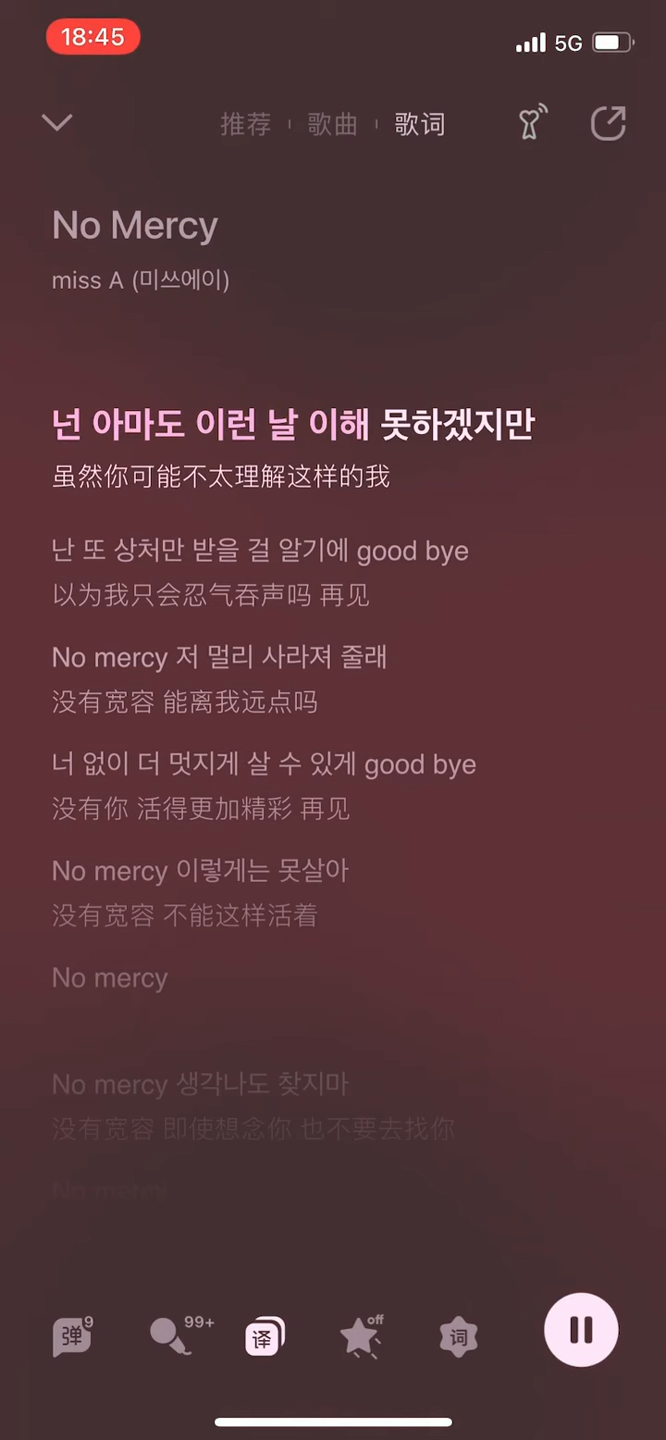 18:45
5G
推荐 歌曲 歌词
No Mercy
miss A (미쓰에이)
넌 아마도 이런 날 이해 못하겠지만
虽然你可能不太理解这样的我
난 또 상처만 받을 걸 알기에 good bye
以为我只会忍气吞声吗 再见
No mercy 저 멀리 사라져 줄래
没有宽容 能离我远点吗
너 없이 더 멋지게 살 수 있게 good bye
没有你 活得更加精彩 再见
No mercy 이렇게는 못살아
没有宽容 不能这样活着
No mercy
No mercy 생각나도 찾지마
没有宽容 即使想念你 也不要去找你
No mercy
弹 9 99+ 译 off 词